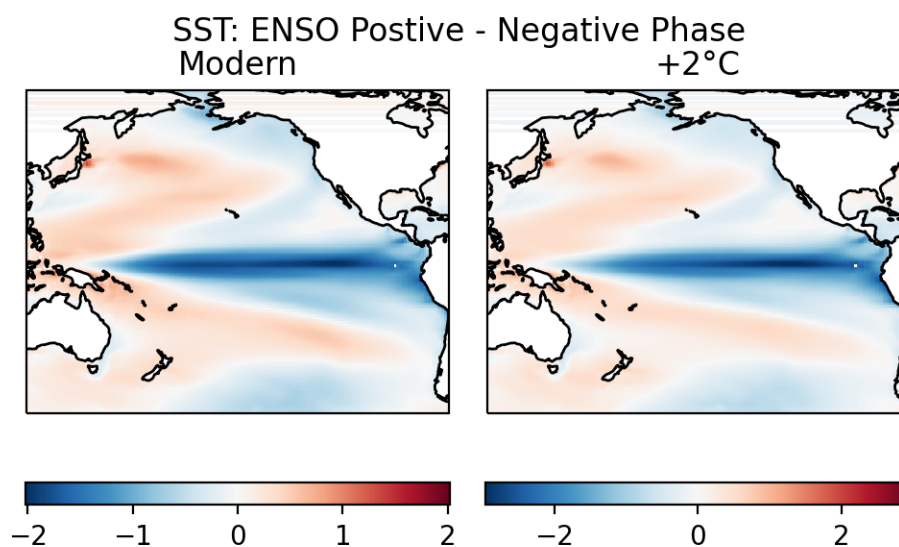 SST: ENSO Postive - Negative Phase
Modern
+2°C
−2 −1 0 1 2
−2 0 2